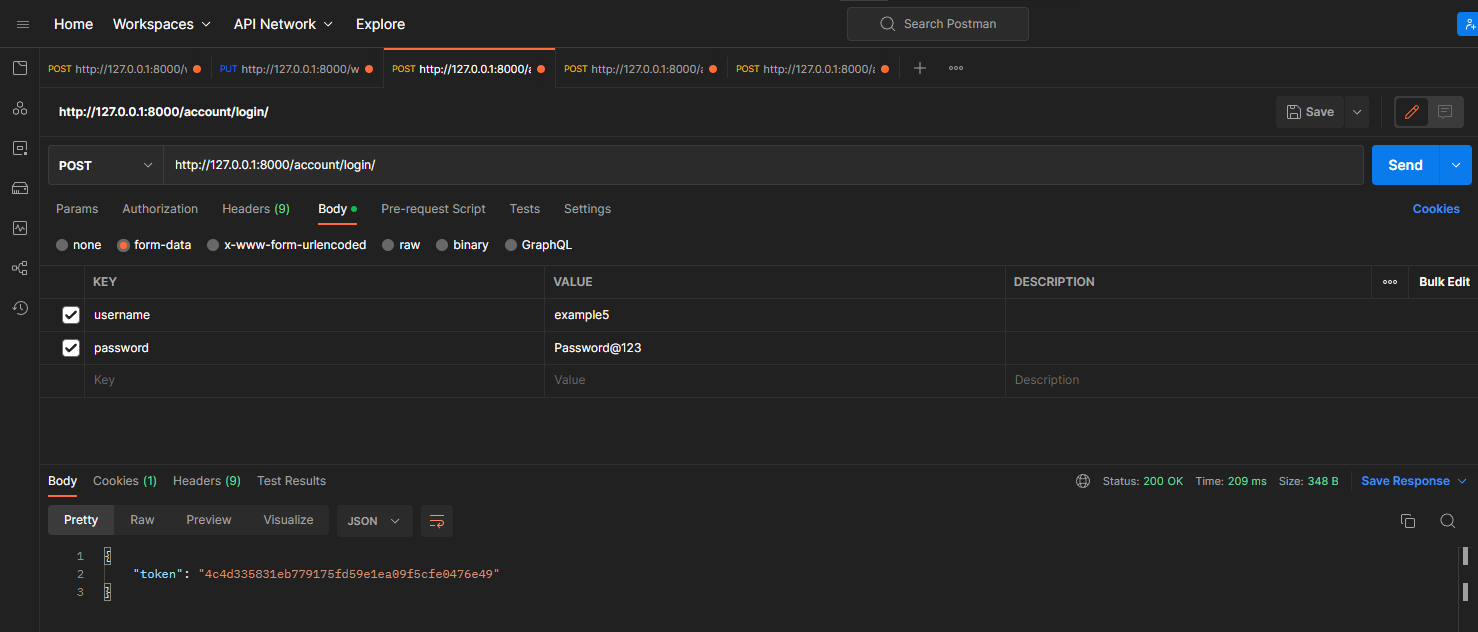 Home Workspaces API Network Explore Search Postman
POST http://127.0.0.1:8000/ PUT http://127.0.0.1:8000/w POST http://127.0.0.1:8000/a POST http://127.0.0.1:8000/a POST http://127.0.0.1:8000/a
http://127.0.0.1:8000/account/login/ Save
POST http://127.0.0.1:8000/account/login/ Send
Params Authorization Headers (9) Body Pre-request Script Tests Settings Cookies
none form-data x-www-form-urlencoded raw binary GraphQL
KEY VALUE DESCRIPTION Bulk Edit
username example5
password Password@123
Key Value Description
Body Cookies (1) Headers (9) Test Results Status: 200 OK Time: 209 ms Size: 348 B Save Response
Pretty Raw Preview Visualize JSON
1 {
2 "token": "4c4d335831eb779175fd59e1ea09f5cfe0476e49"
3 }